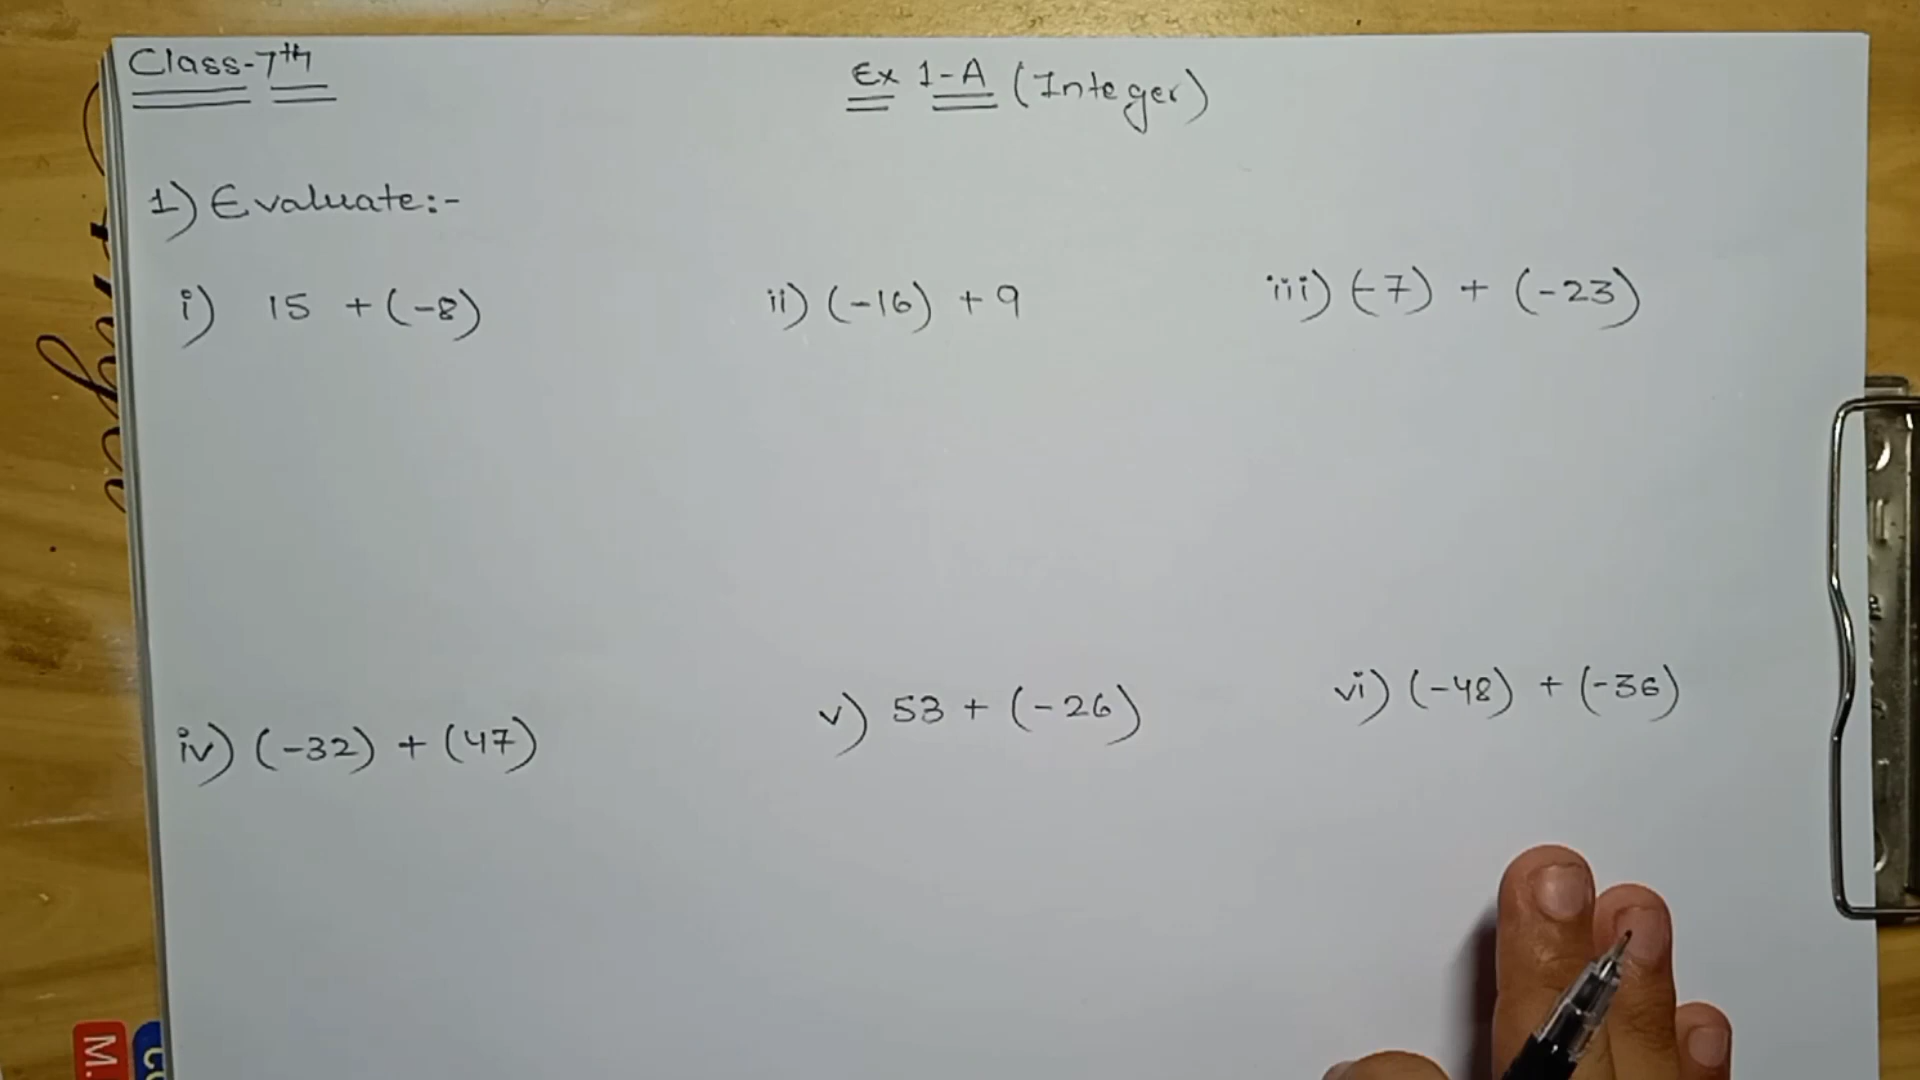 Class-7th
Ex 1-A (Integer)
1) Evaluate:-
i) 15 + (-8)
ii) (-16) + 9
iii) (-7) + (-23)
iv) (-32) + (47)
v) 53 + (-26)
vi) (-48) + (-36)
M.